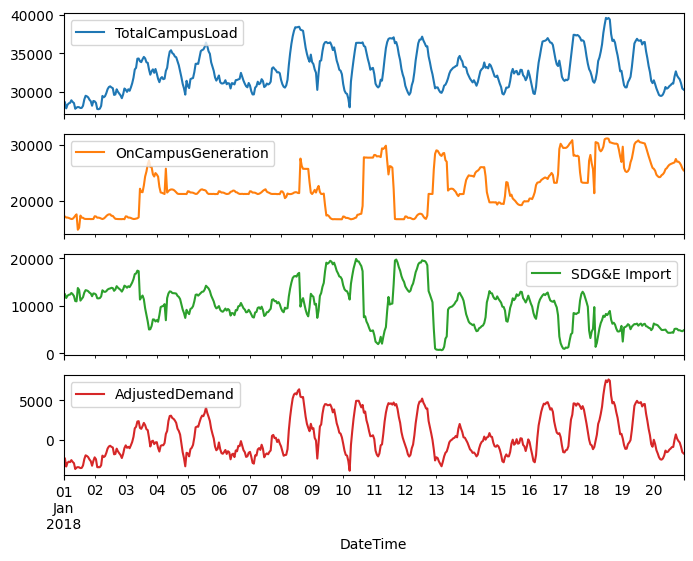 40000
35000
30000
TotalCampusLoad
30000
20000
OnCampusGeneration
20000
10000
0
SDG&E Import
5000
0
AdjustedDemand
01 02 03 04 05 06 07 08 09 10 11 12 13 14 15 16 17 18 19 20
Jan
2018
DateTime